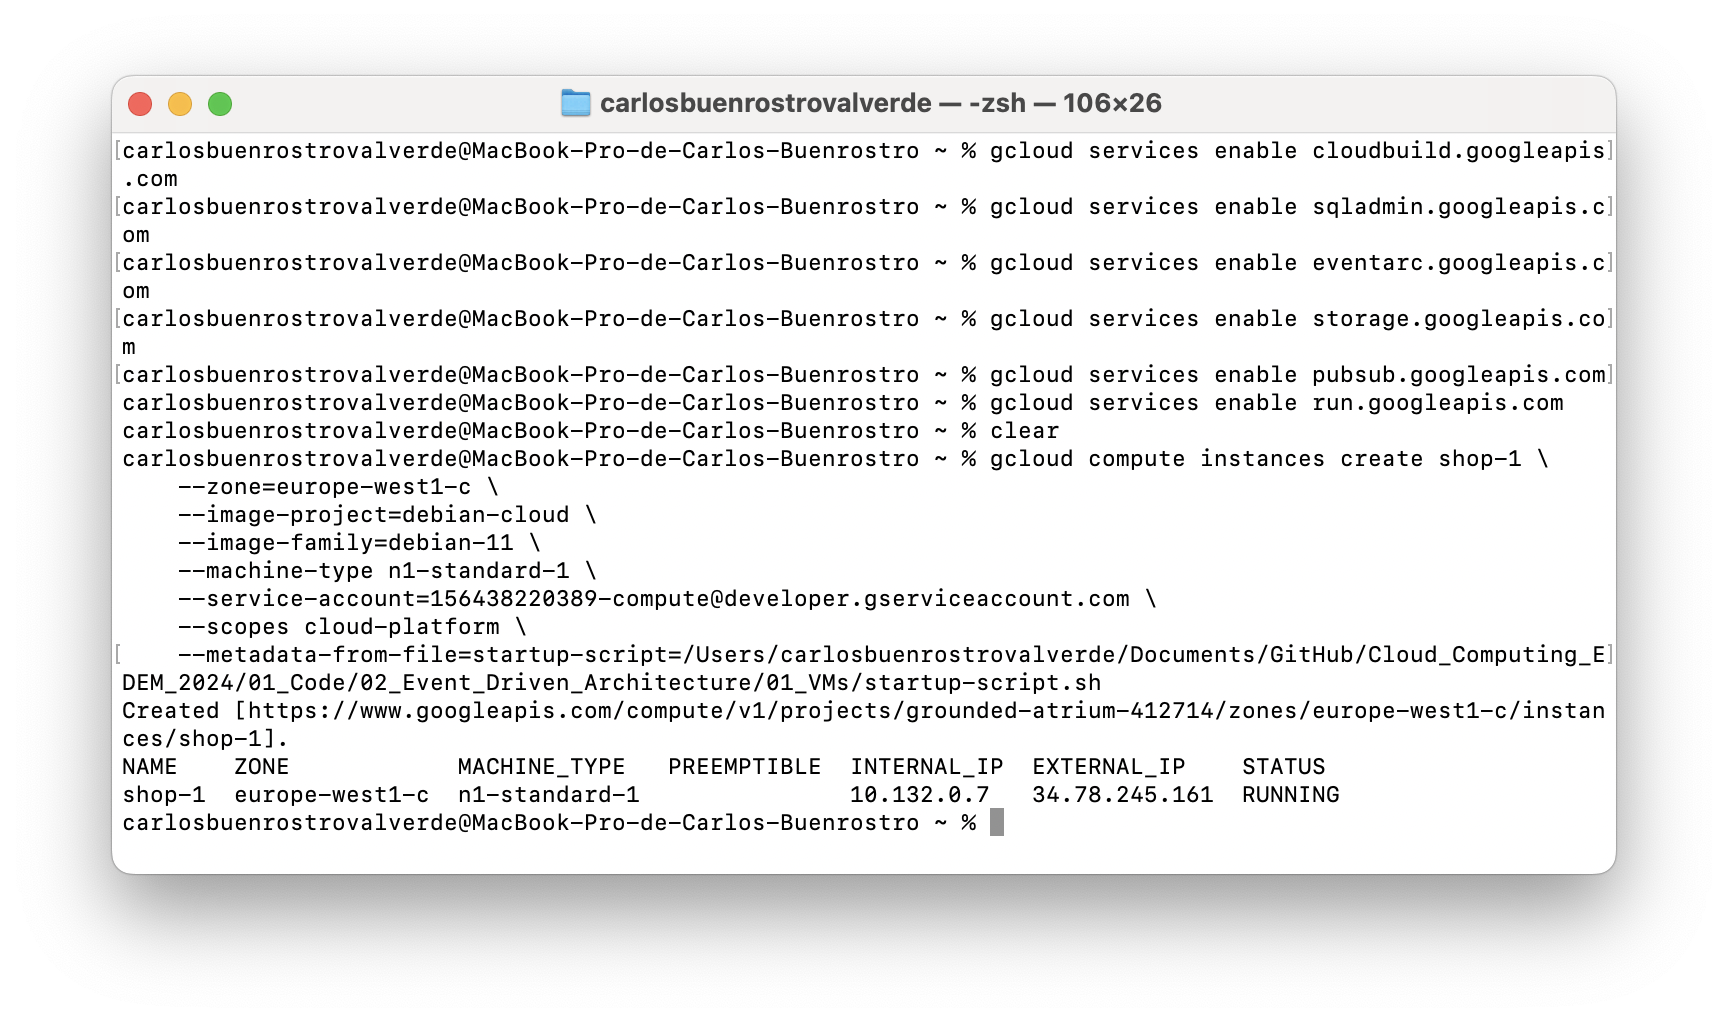 carlosbuenrostrovalverde — -zsh — 106×26
[carlosbuenrostrovalverde@MacBook-Pro-de-Carlos-Buenrostro ~ % gcloud services enable cloudbuild.googleapis]
.com
[carlosbuenrostrovalverde@MacBook-Pro-de-Carlos-Buenrostro ~ % gcloud services enable sqladmin.googleapis.c]
om
[carlosbuenrostrovalverde@MacBook-Pro-de-Carlos-Buenrostro ~ % gcloud services enable eventarc.googleapis.c]
om
[carlosbuenrostrovalverde@MacBook-Pro-de-Carlos-Buenrostro ~ % gcloud services enable storage.googleapis.co]
m
[carlosbuenrostrovalverde@MacBook-Pro-de-Carlos-Buenrostro ~ % gcloud services enable pubsub.googleapis.com]
carlosbuenrostrovalverde@MacBook-Pro-de-Carlos-Buenrostro ~ % gcloud services enable run.googleapis.com
carlosbuenrostrovalverde@MacBook-Pro-de-Carlos-Buenrostro ~ % clear
carlosbuenrostrovalverde@MacBook-Pro-de-Carlos-Buenrostro ~ % gcloud compute instances create shop-1 \
    --zone=europe-west1-c \
    --image-project=debian-cloud \
    --image-family=debian-11 \
    --machine-type n1-standard-1 \
    --service-account=156438220389-compute@developer.gserviceaccount.com \
    --scopes cloud-platform \
[    --metadata-from-file=startup-script=/Users/carlosbuenrostrovalverde/Documents/GitHub/Cloud_Computing_E]
DEM_2024/01_Code/02_Event_Driven_Architecture/01_VMs/startup-script.sh
Created [https://www.googleapis.com/compute/v1/projects/grounded-atrium-412714/zones/europe-west1-c/instan
ces/shop-1].
NAME    ZONE            MACHINE_TYPE   PREEMPTIBLE  INTERNAL_IP  EXTERNAL_IP    STATUS
shop-1  europe-west1-c  n1-standard-1               10.132.0.7   34.78.245.161  RUNNING
carlosbuenrostrovalverde@MacBook-Pro-de-Carlos-Buenrostro ~ %